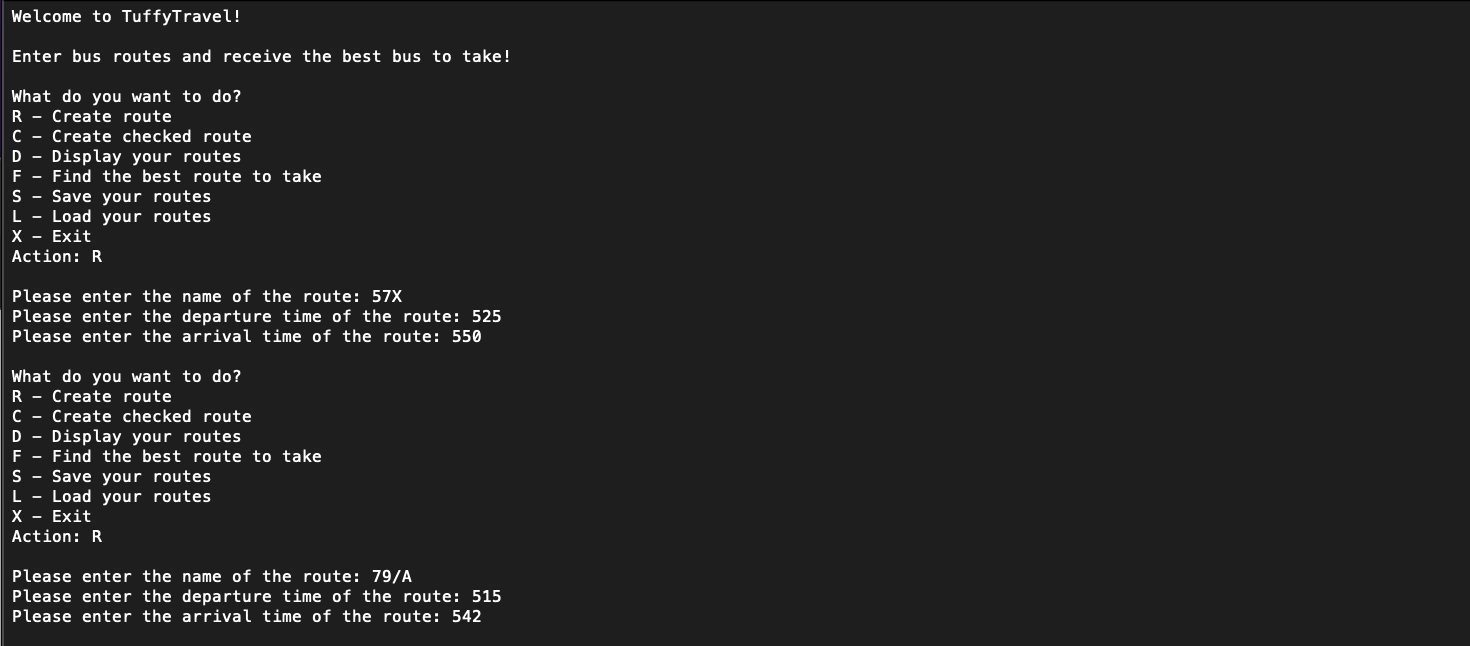 Welcome to TuffyTravel!
Enter bus routes and receive the best bus to take!
What do you want to do?
R – Create route
C – Create checked route
D – Display your routes
F – Find the best route to take
S – Save your routes
L – Load your routes
X – Exit
Action: R
Please enter the name of the route: 57X
Please enter the departure time of the route: 525
Please enter the arrival time of the route: 550
What do you want to do?
R – Create route
C – Create checked route
D – Display your routes
F – Find the best route to take
S – Save your routes
L – Load your routes
X – Exit
Action: R
Please enter the name of the route: 79/A
Please enter the departure time of the route: 515
Please enter the arrival time of the route: 542